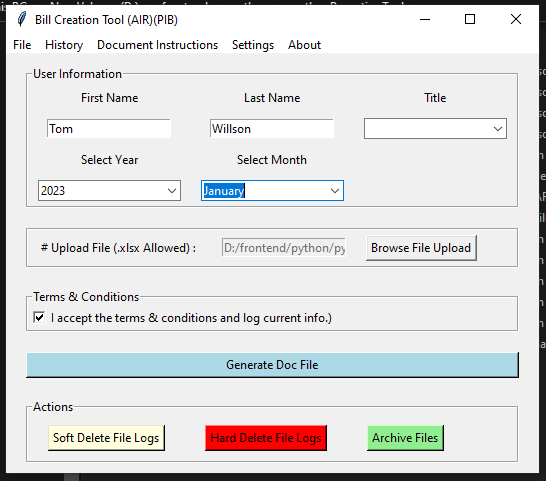 Bill Creation Tool (AIR)(PIB)
File History Document Instructions Settings About
User Information
First Name Last Name Title
Tom Willson
Select Year Select Month
2023 January
# Upload File (.xlsx Allowed) : D:/frontend/python/py Browse File Upload
Terms & Conditions
I accept the terms & conditions and log current info.)
Generate Doc File
Actions
Soft Delete File Logs Hard Delete File Logs Archive Files